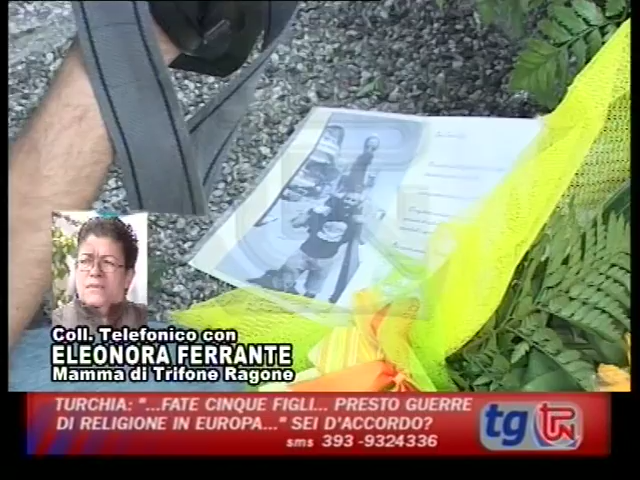 Coll. Telefonico con
ELEONORA FERRANTE
Mamma di Trifone Ragone
TURCHIA: "...FATE CINQUE FIGLI... PRESTO GUERRE
DI RELIGIONE IN EUROPA..." SEI D'ACCORDO?
sms 393 -9324336
tg TPN